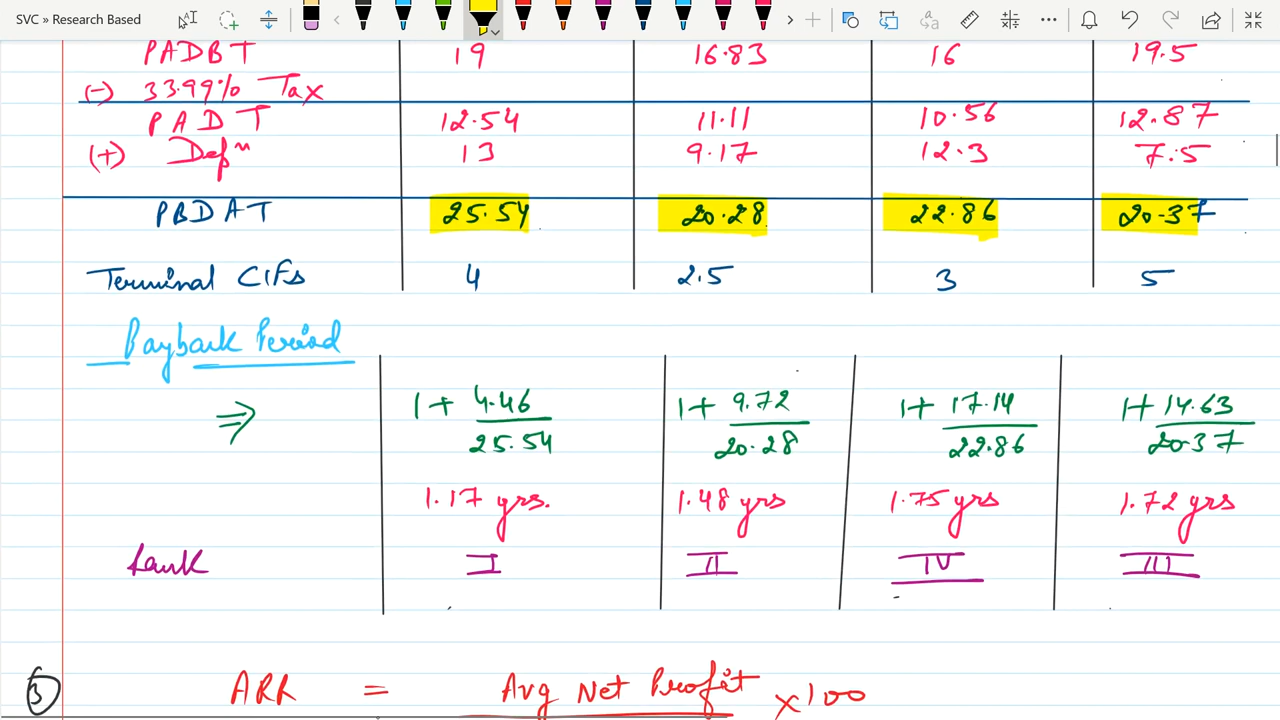 SVC » Research Based
PADBT 19 16.83 16 19.5
(-) 33.99% Tax
PADT 12.54 11.11 10.56 12.87
(+) Depn 13 9.17 12.3 7.5
PBDAT 25.54 20.28 22.86 20.37
Terminal CIFs 4 2.5 3 5
Payback Period
⇒ 1+ 4.46/25.54 1+ 9.72/20.28 1+ 17.14/22.86 1+ 14.63/20.37
1.17 yrs. 1.48 yrs 1.75 yrs 1.72 yrs
Rank I II IV III
③ ARR = Avg Net Profit x100